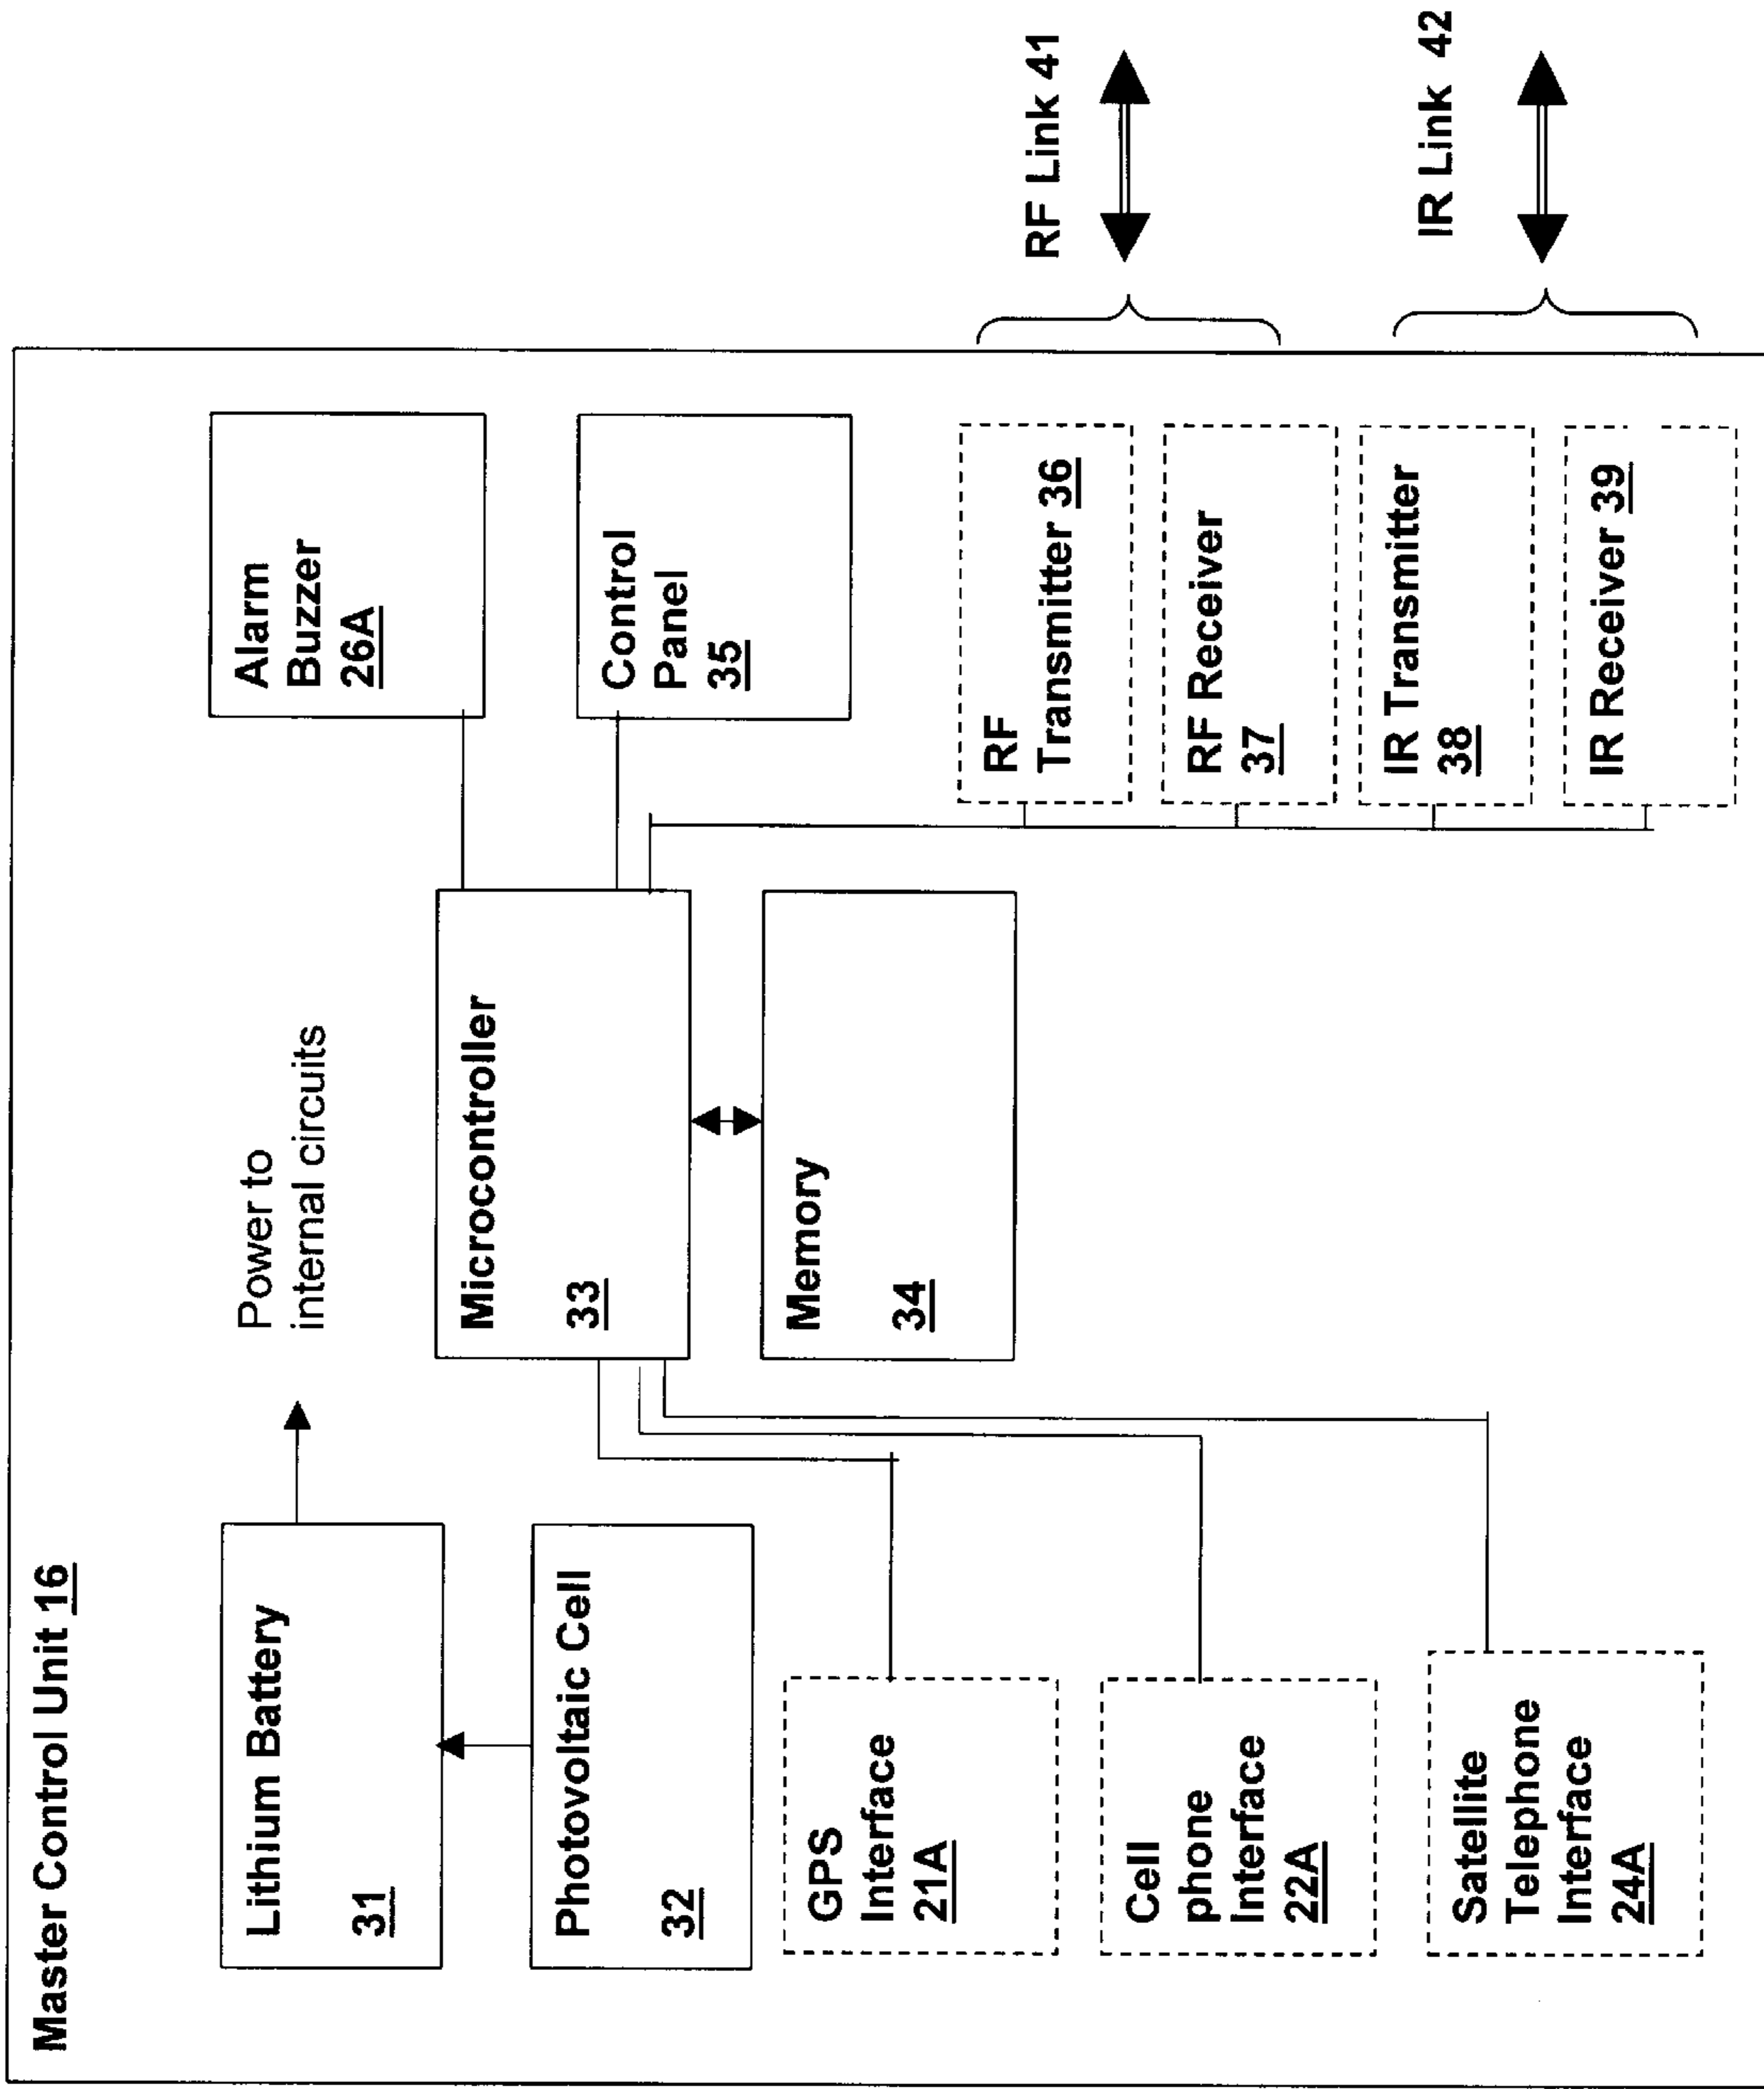 Master Control Unit 16
Lithium Battery
31
Power to
internal circuits
Alarm
Buzzer
26A
Photovoltaic Cell
32
Microcontroller
33
Control
Panel
35
GPS
Interface
21A
Memory
34
RF
Transmitter 36
RF Receiver
37
RF Link 41
Cell
phone
Interface
22A
IR Transmitter
38
IR Receiver 39
IR Link 42
Satellite
Telephone
Interface
24A